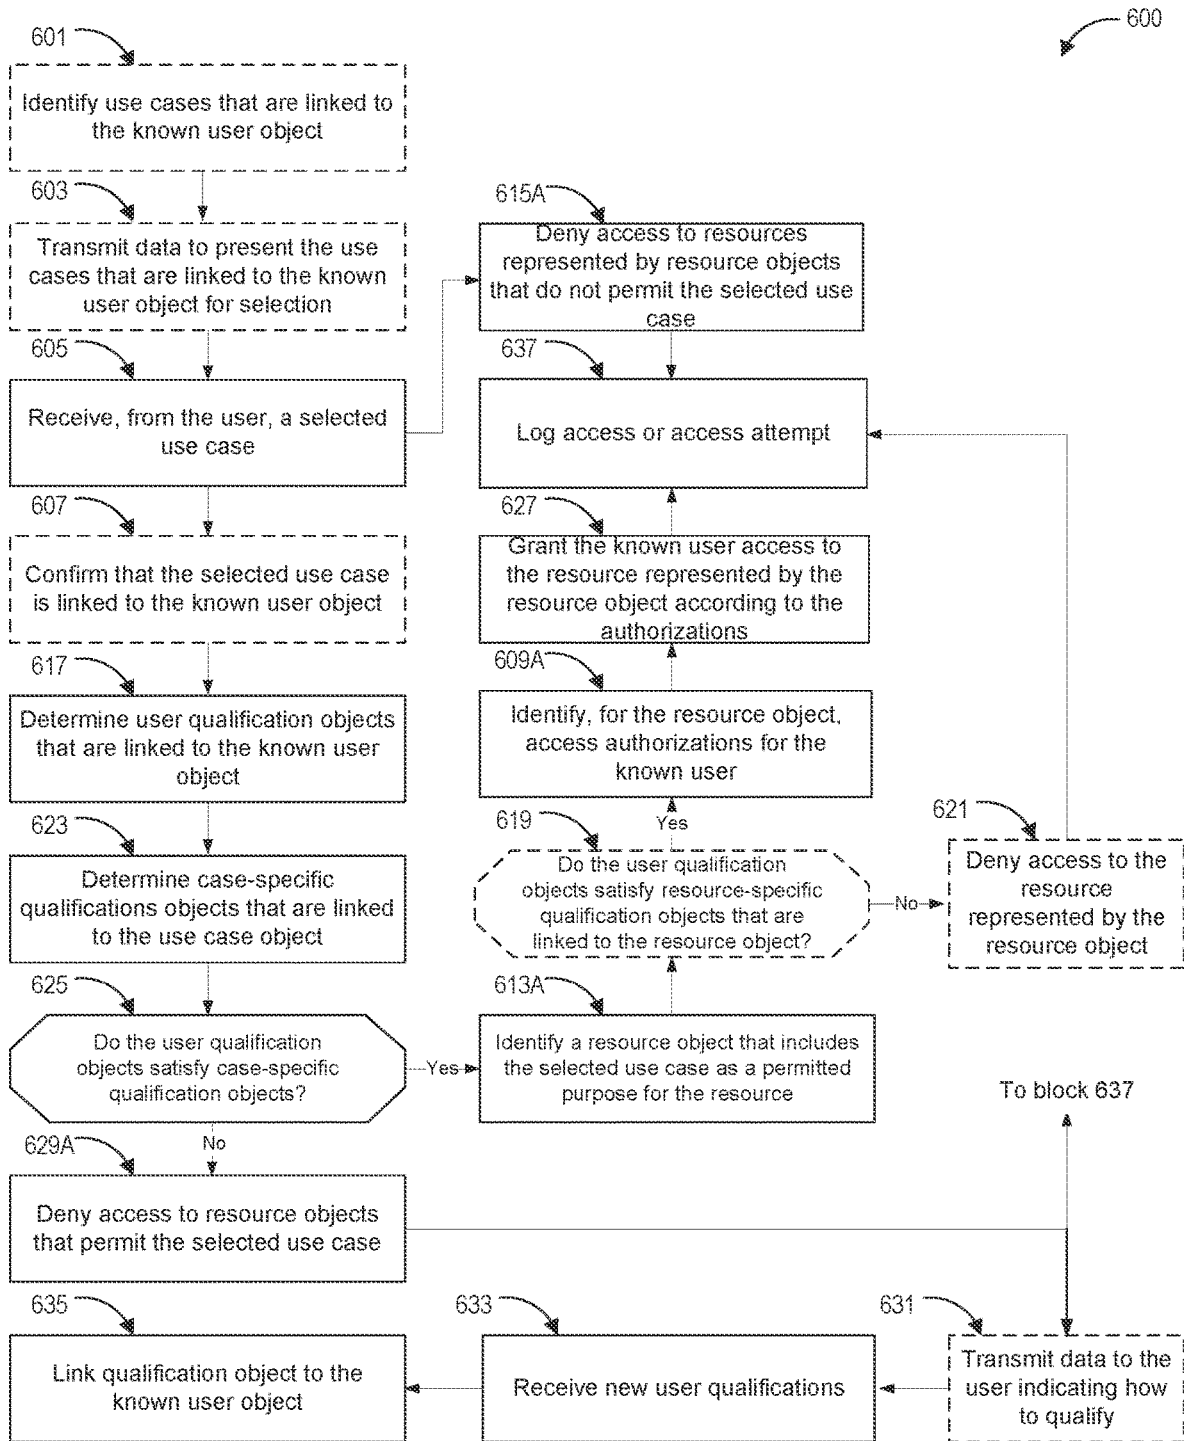 600
601
Identify use cases that are linked to
the known user object
603
Transmit data to present the use
cases that are linked to the known
user object for selection
605
Receive, from the user, a selected
use case
607
Confirm that the selected use case
is linked to the known user object
617
Determine user qualification objects
that are linked to the known user
object
623
Determine case-specific
qualifications objects that are linked
to the use case object
625
Do the user qualification
objects satisfy case-specific
qualification objects?
Yes
No
629A
Deny access to resource objects
that permit the selected use case
635
Link qualification object to the
known user object
615A
Deny access to resources
represented by resource objects
that do not permit the selected use
case
637
Log access or access attempt
627
Grant the known user access to
the resource represented by the
resource object according to the
authorizations
609A
Identify, for the resource object,
access authorizations for the
known user
619
Yes
Do the user qualification
objects satisfy resource-specific
qualification objects that are
linked to the resource object?
No
613A
Identify a resource object that includes
the selected use case as a permitted
purpose for the resource
633
Receive new user qualifications
621
Deny access to the
resource
represented by the
resource object
To block 637
631
Transmit data to the
user indicating how
to qualify